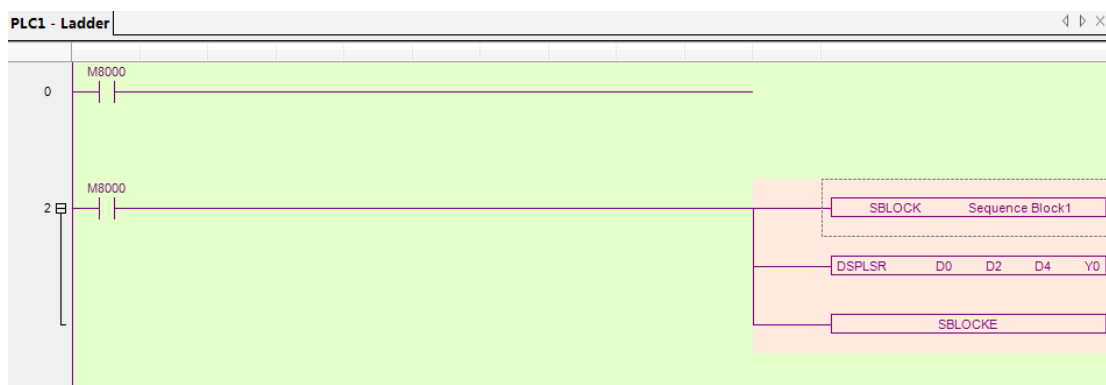 PLC1 - Ladder
M8000
0
M8000
2
SBLOCK Sequence Block1
DSPLSR D0 D2 D4 Y0
SBLOCKE